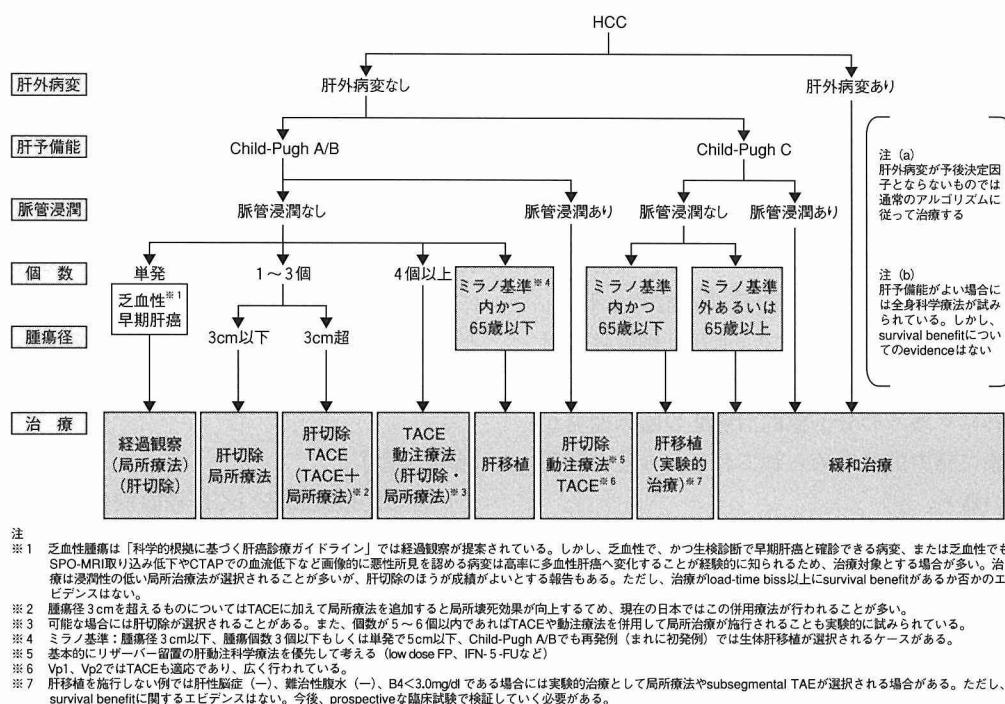 HCC
肝外病変
肝外病変なし
肝外病変あり
肝予備能
Child-Pugh A/B
Child-Pugh C
脈管浸潤
脈管浸潤なし
脈管浸潤あり
脈管浸潤なし
脈管浸潤あり
個 数
単発
1～3個
4個以上
乏血性※1
早期肝癌
腫瘍径
3cm以下
3cm超
ミラノ基準※4
内かつ
65歳以下
ミラノ基準
内かつ
65歳以下
ミラノ基準
外あるいは
65歳以上
注（a）
肝外病変が予後決定因
子とならないものでは
通常のアルゴリズムに
従って治療する
注（b）
肝予備能がよい場合に
は全身科学療法が試み
られている。しかし、
survival benefitについ
てのevidenceはない
治 療
経過観察
（局所療法）
（肝切除）
肝切除
局所療法
肝切除
TACE
（TACE＋
局所療法）※2
TACE
動注療法
（肝切除・
局所療法）※3
肝移植
肝切除
動注療法※5
TACE※6
肝移植
（実験的
治療）※7
緩和治療
注
※1 乏血性腫瘍は「科学的根拠に基づく肝癌診療ガイドライン」では経過観察が提案されている。しかし、乏血性で、かつ生検診断で早期肝癌と確診できる病変、または乏血性でも
SPO-MRI取り込み低下やCTAPでの血流低下など画像的に悪性所見を認める病変は高率に多血性肝癌へ変化することが経験的に知られるため、治療対象とする場合が多い。治
療は浸潤性の低い局所治療法が選択されることが多いが、肝切除のほうが成績がよいとする報告もある。ただし、治療がload-time biss以上にsurvival benefitがあるか否かのエ
ビデンスはない。
※2 腫瘍径3cmを超えるものについてはTACEに加えて局所療法を追加すると局所壊死効果が向上するてめ、現在の日本ではこの併用療法が行われることが多い。
※3 可能な場合には肝切除が選択されることがある。また、個数が5～6個以内であればTACEや動注療法を併用して局所治療が施行されることも実験的に試みられている。
※4 ミラノ基準：腫瘍径3cm以下、腫瘍個数3個以下もしくは単発で5cm以下、Child-Pugh A/Bでも再発例（まれに初発例）では生体肝移植が選択されるケースがある。
※5 基本的にリザーバー留置の肝動注科学療法を優先して考える（low dose FP、IFN-5-FUなど）
※6 Vp1、Vp2ではTACEも適応であり、広く行われている。
※7 肝移植を施行しない例では肝性脳症（一）、難治性腹水（一）、B4<3.0mg/dl である場合には実験的治療として局所療法やsubsegmental TAEが選択される場合がある。ただし、
survival benefitに関するエビデンスはない。今後、prospectiveな臨床試験で検証していく必要がある。